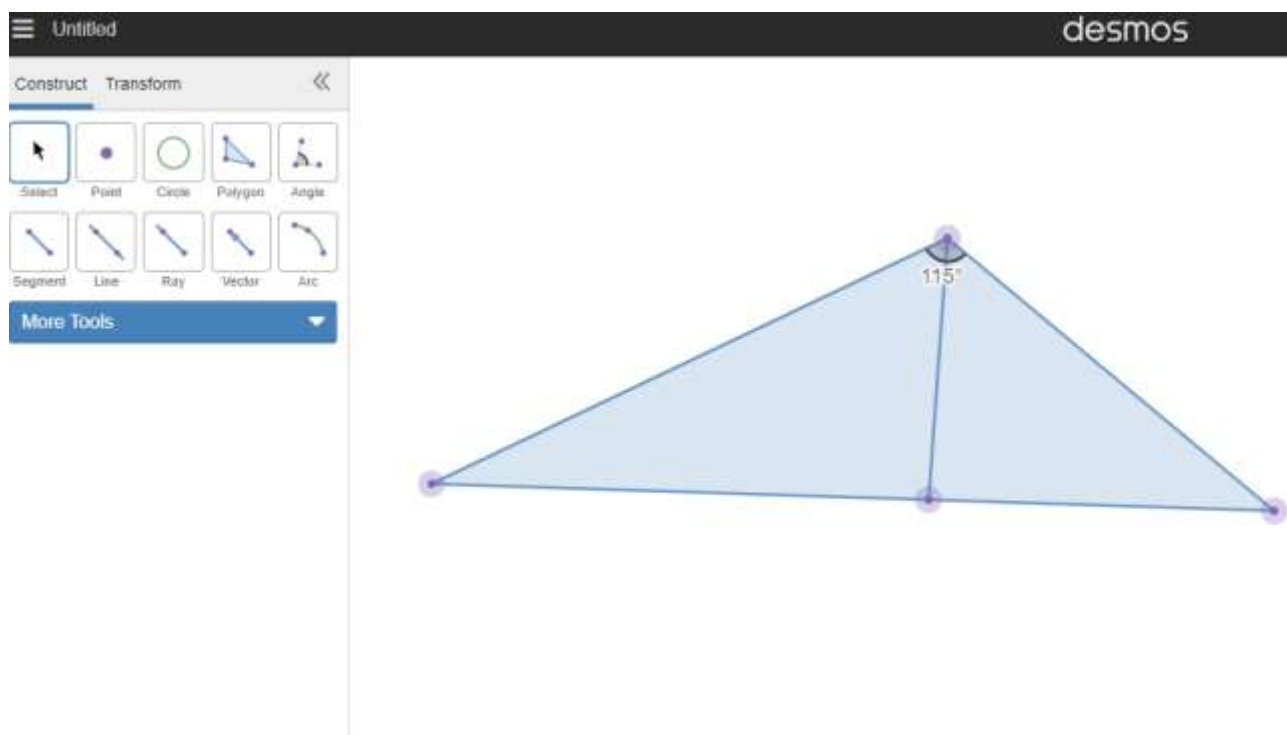 Untitled
desmos
Construct Transform
Select Point Circle Polygon Angle
Segment Line Ray Vector Arc
More Tools
115°